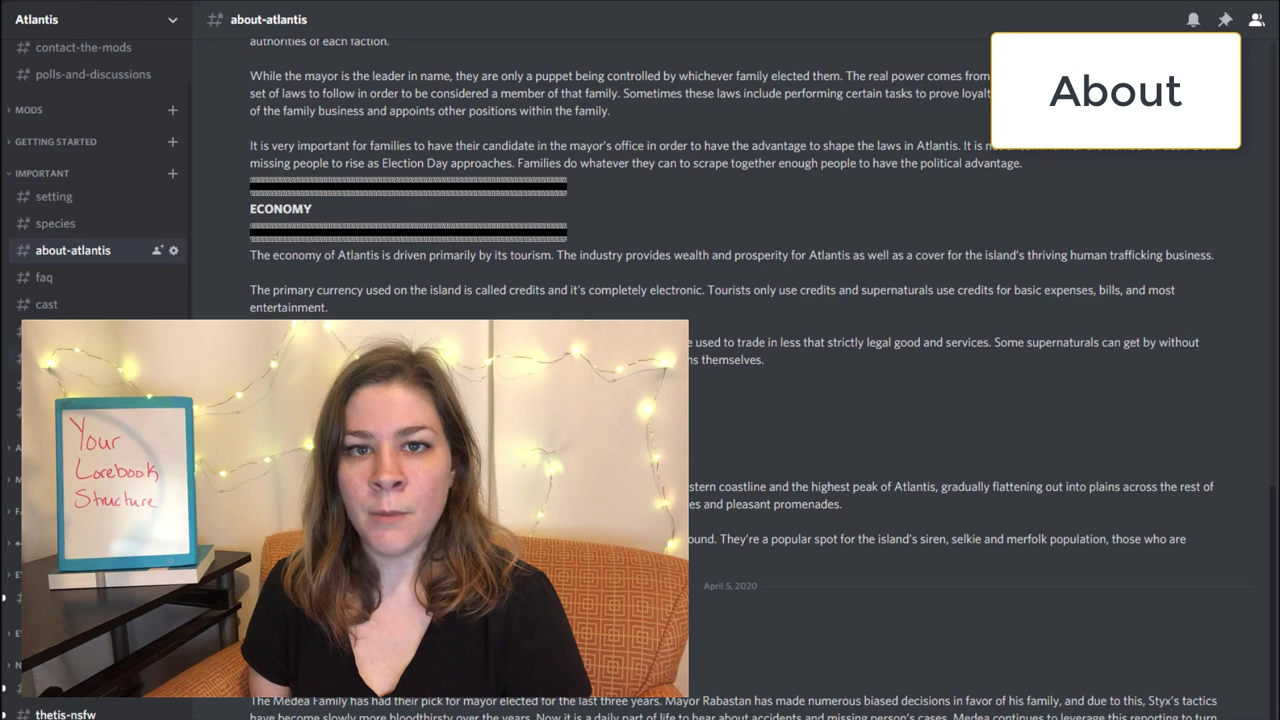 Atlantis
about-atlantis
contact-the-mods
polls-and-discussions
MODS
GETTING STARTED
IMPORTANT
setting
species
about-atlantis
faq
cast
thetis-nsfw
authorities of each faction.
While the mayor is the leader in name, they are only a puppet being controlled by whichever family elected them. The real power comes from
set of laws to follow in order to be considered a member of that family. Sometimes these laws include performing certain tasks to prove loyalt
of the family business and appoints other positions within the family.
It is very important for families to have their candidate in the mayor's office in order to have the advantage to shape the laws in Atlantis. It is
missing people to rise as Election Day approaches. Families do whatever they can to scrape together enough people to have the political advantage.
ECONOMY
The economy of Atlantis is driven primarily by its tourism. The industry provides wealth and prosperity for Atlantis as well as a cover for the island's thriving human trafficking business.
The primary currency used on the island is called credits and it's completely electronic. Tourists only use credits and supernaturals use credits for basic expenses, bills, and most
entertainment.
e used to trade in less that strictly legal good and services. Some supernaturals can get by without
ns themselves.
stern coastline and the highest peak of Atlantis, gradually flattening out into plains across the rest of
es and pleasant promenades.
ound. They're a popular spot for the island's siren, selkie and merfolk population, those who are
April 5, 2020
The Medea Family has had their pick for mayor elected for the last three years. Mayor Rabastan has made numerous biased decisions in favor of his family, and due to this, Styx's tactics
have become slowly more bloodthirsty over the years. Now it is a daily part of life to hear about accidents and missing person's cases. Medea continues to leverage this reporting to turn
About
Your
Lorebook
Structure